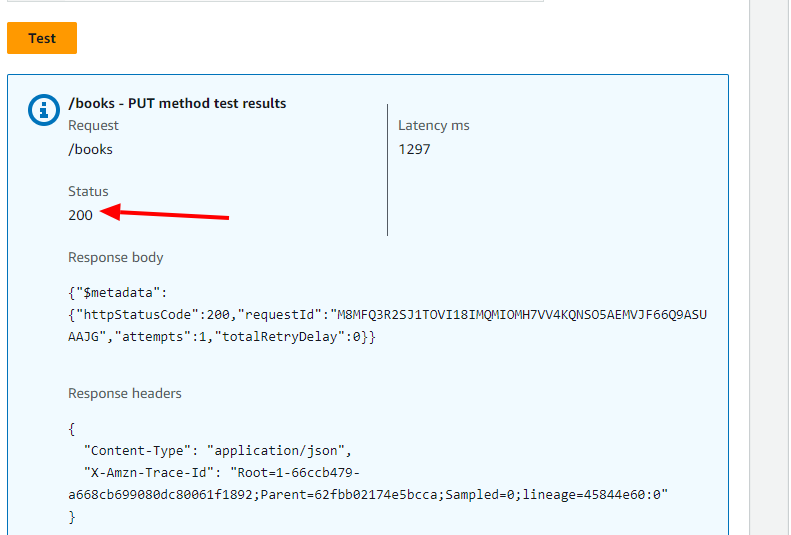 Test
/books - PUT method test results
Request
Latency ms
/books
1297
Status
200
Response body
{"$metadata":
{"httpStatusCode":200,"requestId":"M8MFQ3R2SJ1TOVI18IMQMIOMH7VV4KQNSO5AEMVJF66Q9ASU
AAJG","attempts":1,"totalRetryDelay":0}}
Response headers
{
"Content-Type": "application/json",
"X-Amzn-Trace-Id": "Root=1-66ccb479-
a668cb699080dc80061f1892;Parent=62fbb02174e5bcca;Sampled=0;lineage=45844e60:0"
}